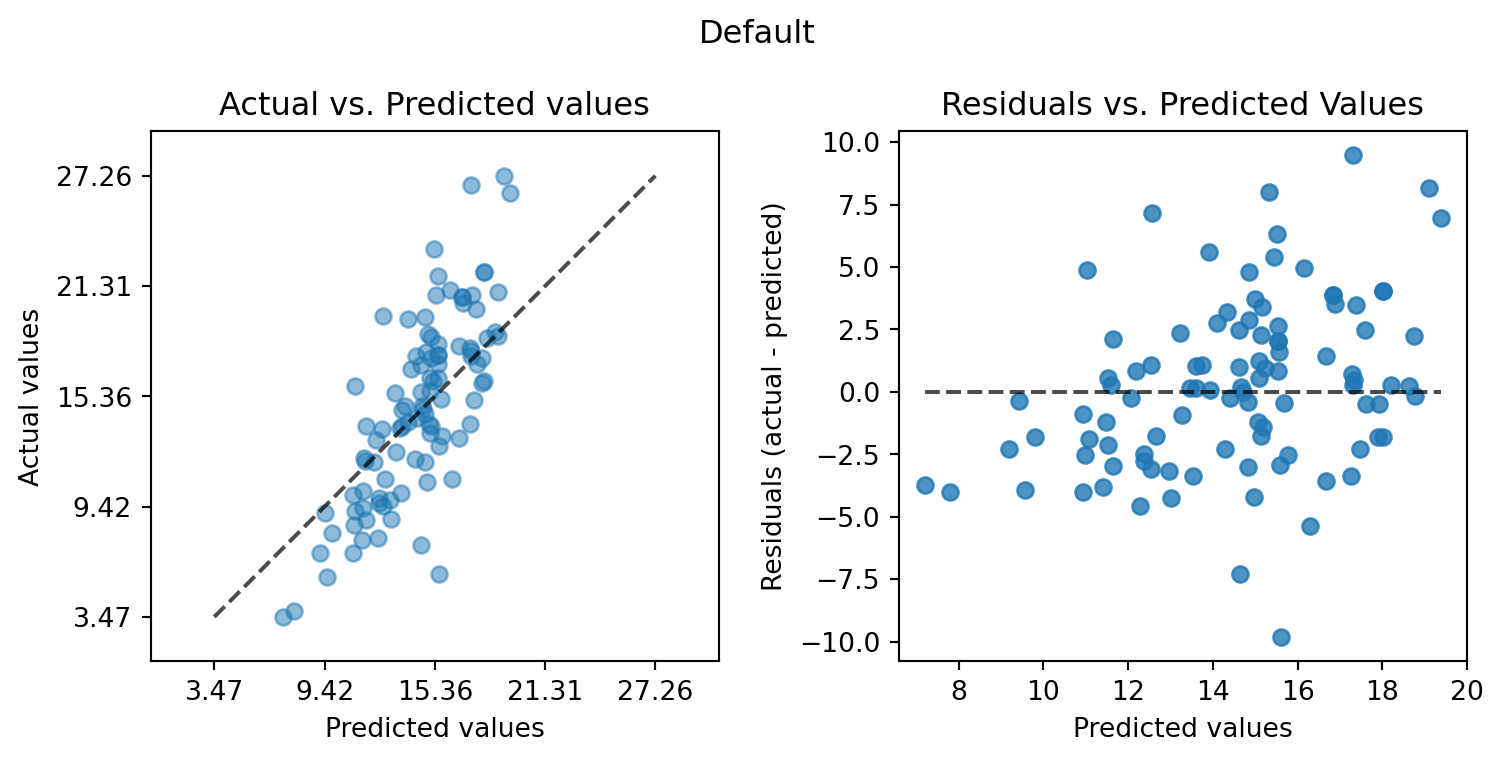 Default
Actual vs. Predicted values
27.26
21.31
15.36
9.42
3.47
Actual values
3.47 9.42 15.36 21.31 27.26
Predicted values
Residuals vs. Predicted Values
10.0
7.5
5.0
2.5
0.0
−2.5
−5.0
−7.5
−10.0
Residuals (actual - predicted)
8 10 12 14 16 18 20
Predicted values